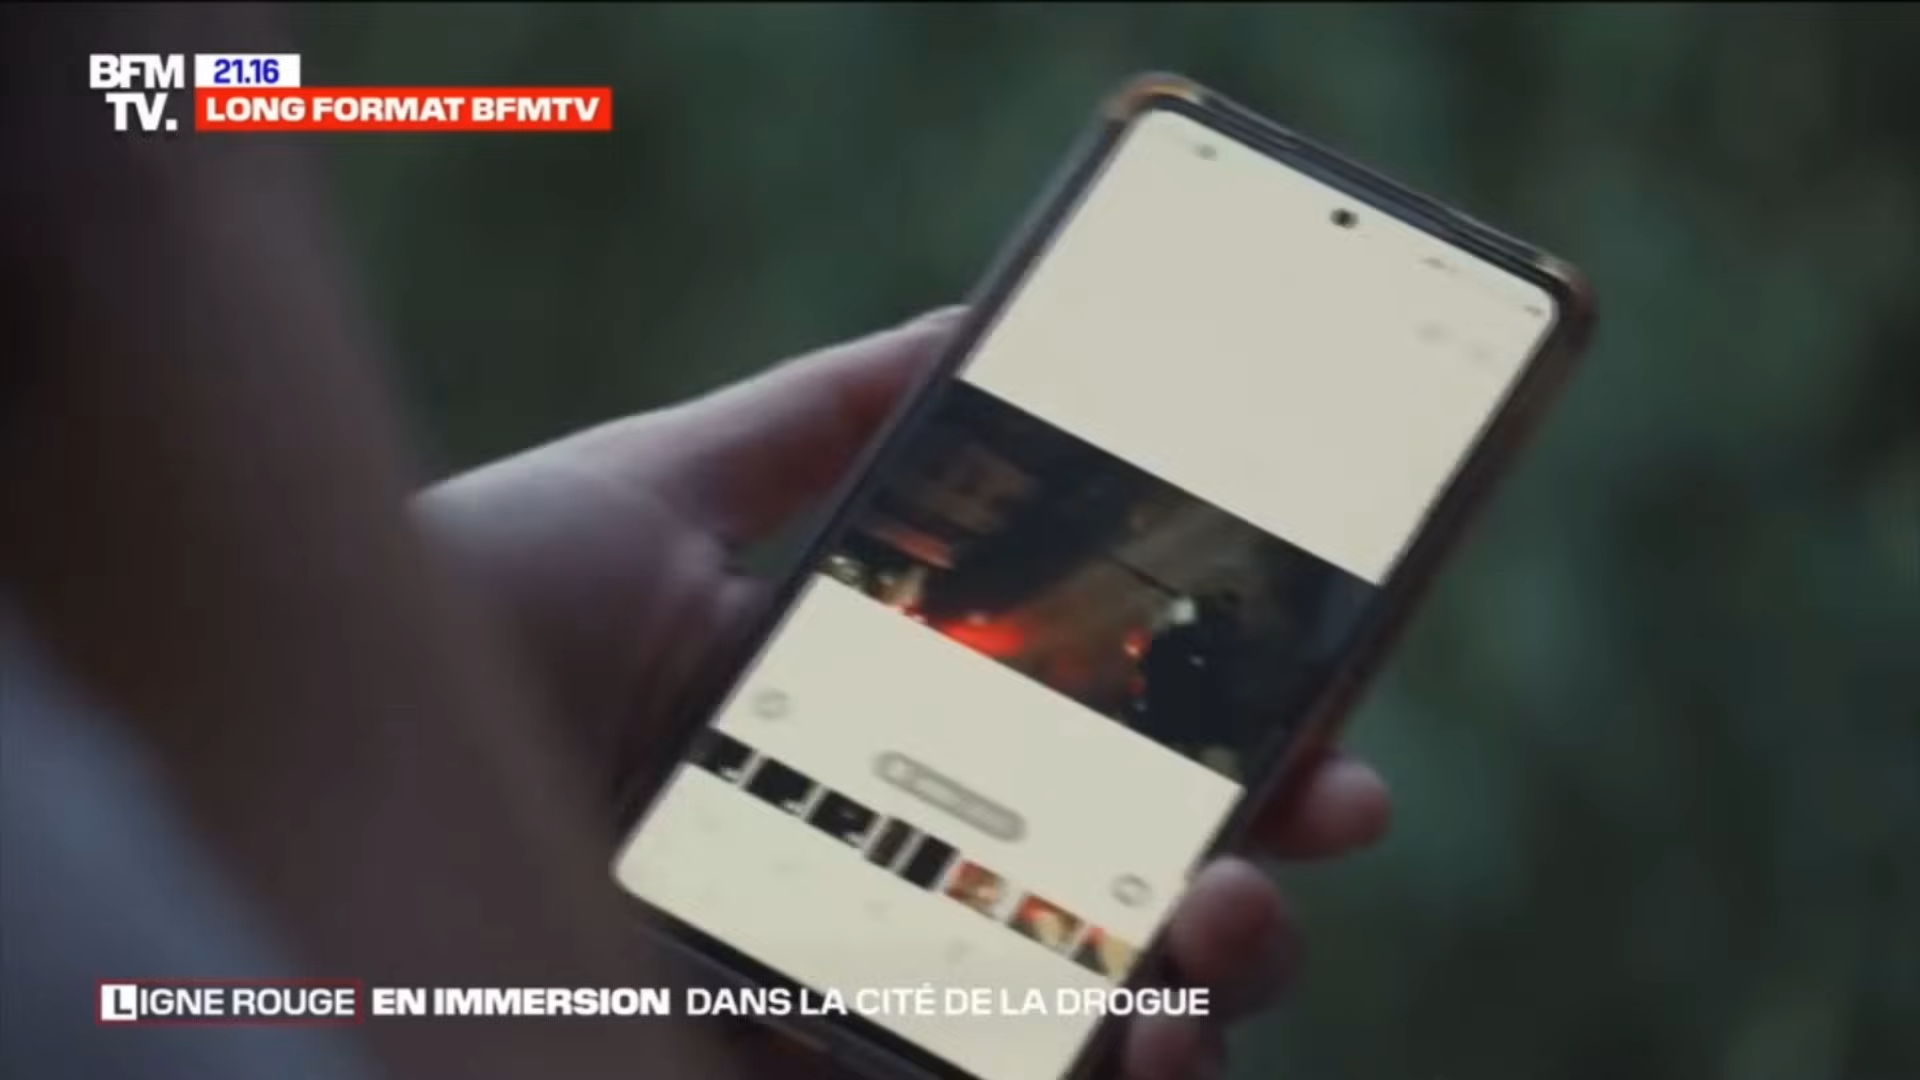 BFM
TV.
21.16
LONG FORMAT BFMTV
LIGNE ROUGE EN IMMERSION DANS LA CITÉ DE LA DROGUE